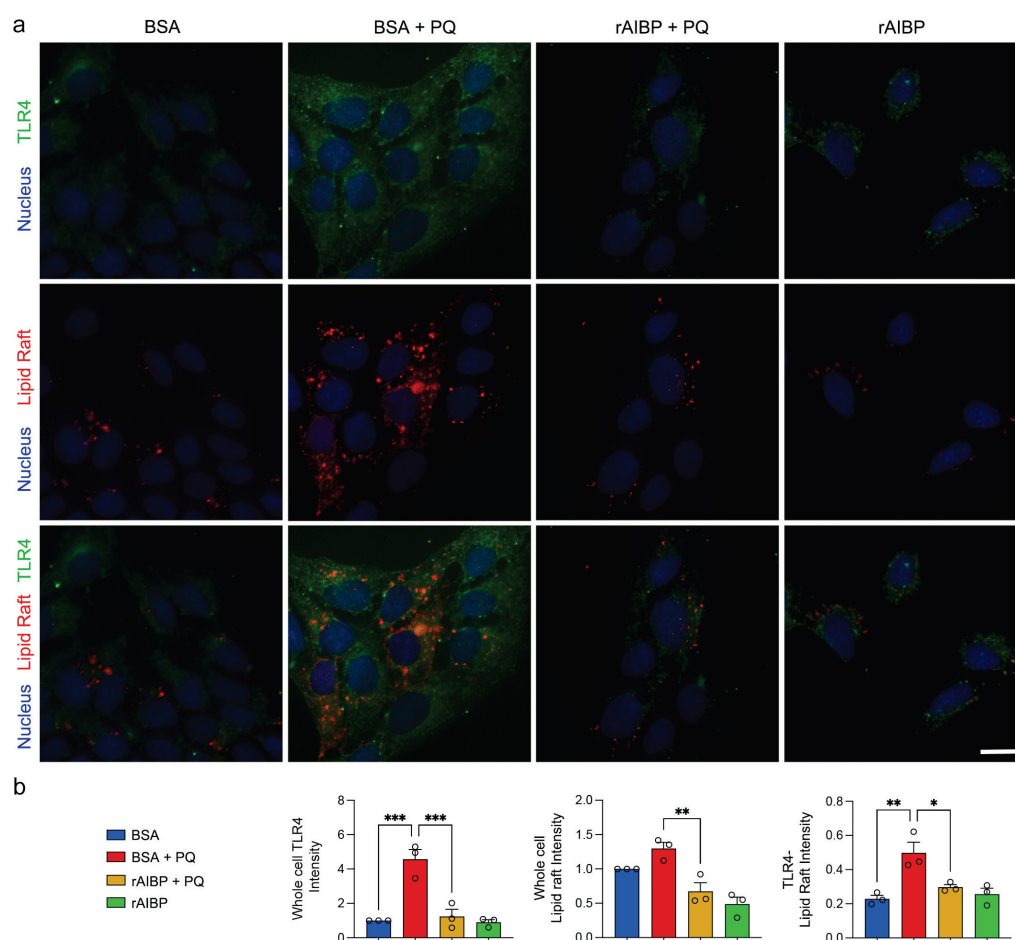 a
BSA
BSA + PQ
rAIBP + PQ
rAIBP
Nucleus TLR4
Nucleus Lipid Raft
Nucleus Lipid Raft TLR4
b
BSA
BSA + PQ
rAIBP + PQ
rAIBP
Whole cell TLR4
Intensity
8
6
4
2
0
***
***
Whole cell
Lipid raft Intensity
2.0
1.5
1.0
0.5
0.0
**
TLR4-
Lipid Raft Intensity
0.8
0.6
0.4
0.2
0.0
**
*